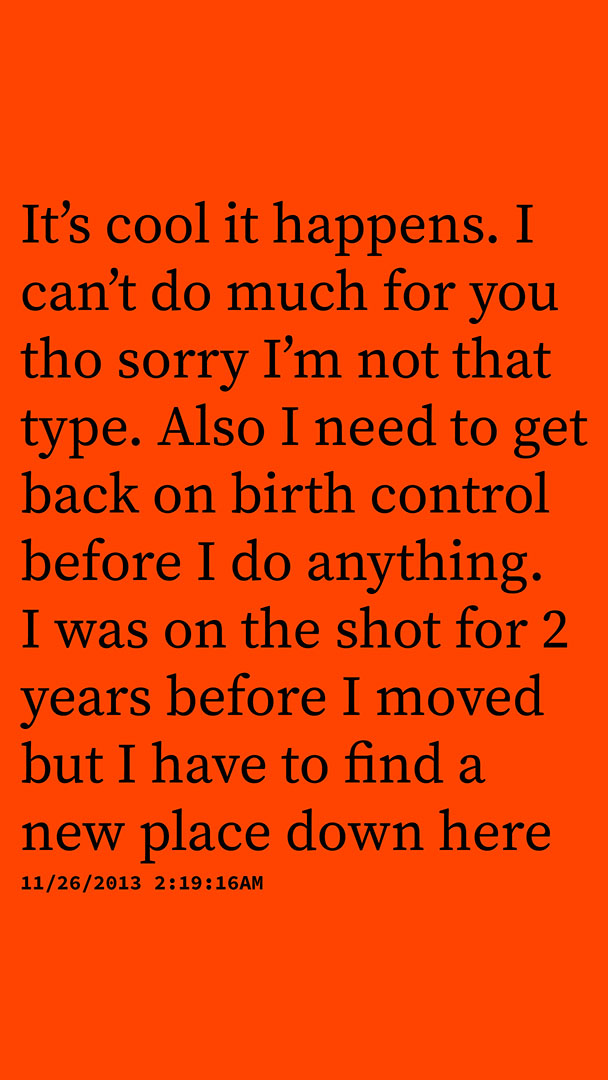 It’s cool it happens. I
can’t do much for you
tho sorry I’m not that
type. Also I need to get
back on birth control
before I do anything.
I was on the shot for 2
years before I moved
but I have to find a
new place down here
11/26/2013 2:19:16AM